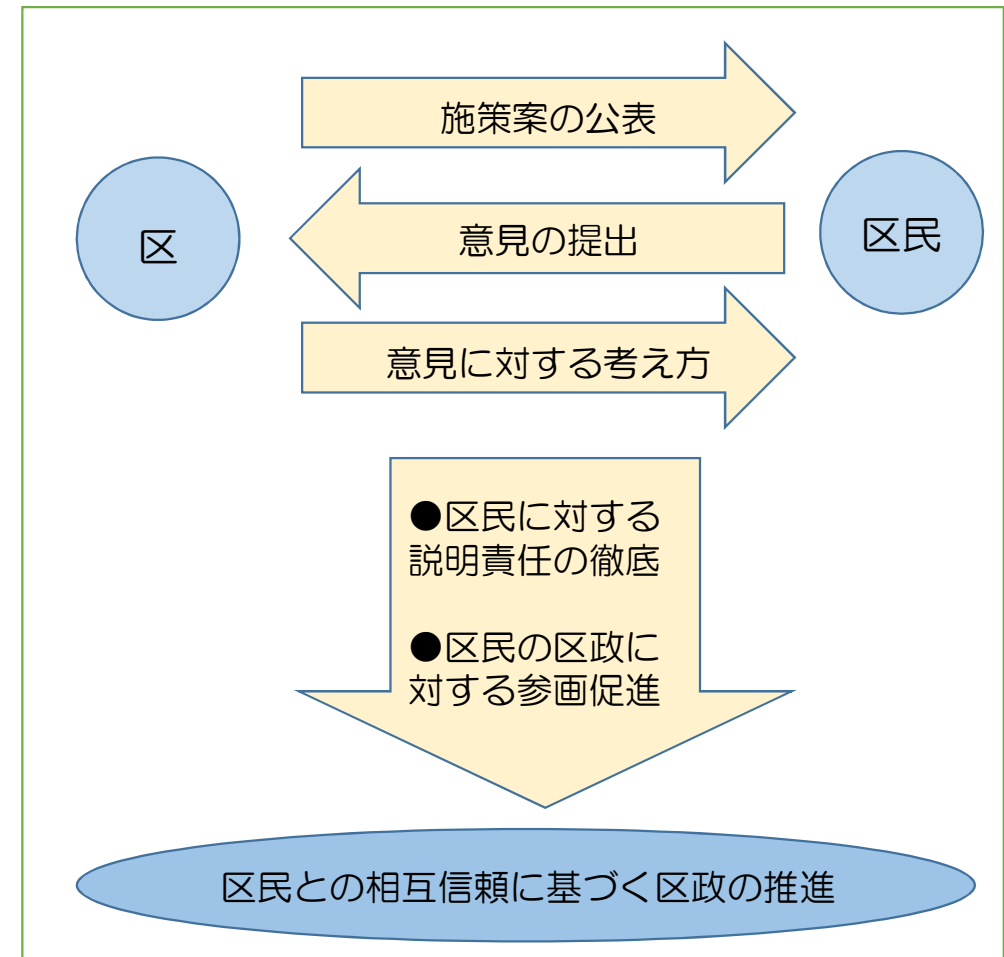 施策案の公表
区
意見の提出
区民
意見に対する考え方
●区民に対する
説明責任の徹底
●区民の区政に
対する参画促進
区民との相互信頼に基づく区政の推進